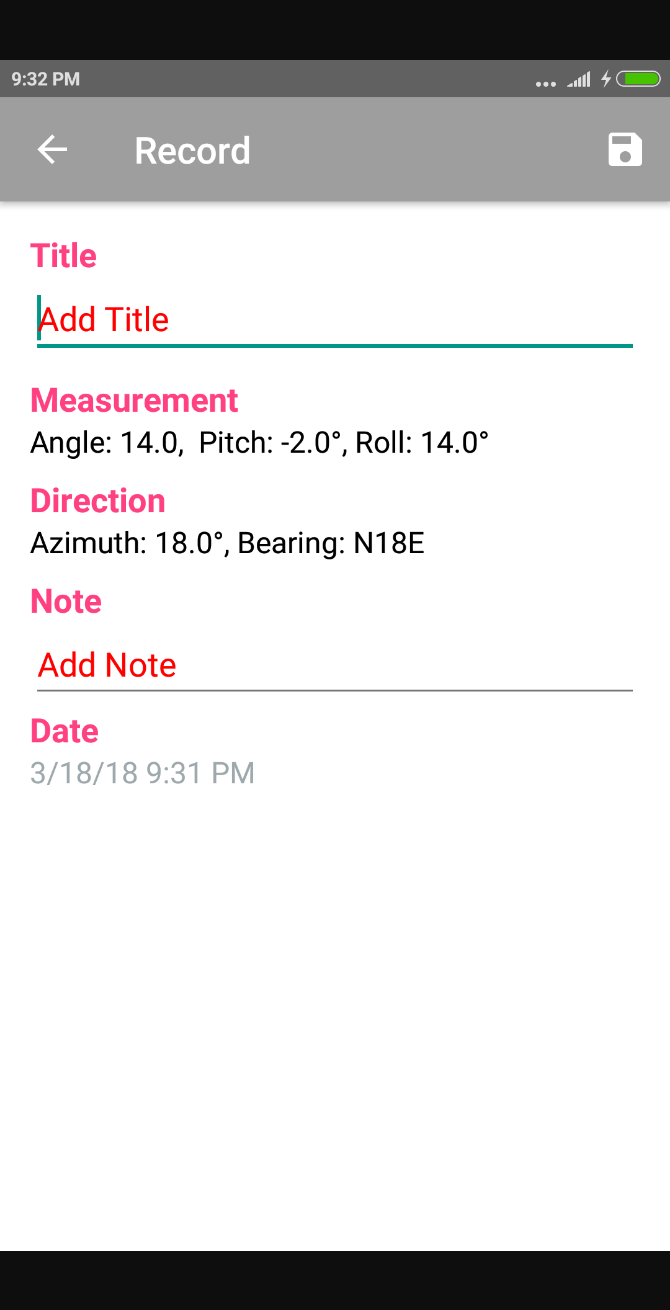 9:32 PM
Record
Title
Add Title
Measurement
Angle: 14.0,  Pitch: -2.0°, Roll: 14.0°
Direction
Azimuth: 18.0°, Bearing: N18E
Note
Add Note
Date
3/18/18 9:31 PM